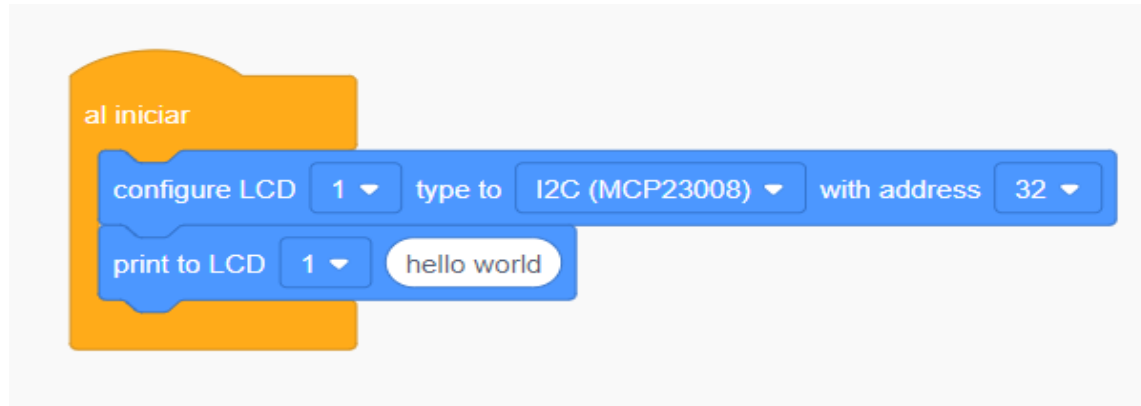 al iniciar
configure LCD 1 type to I2C (MCP23008) with address 32
print to LCD 1 hello world